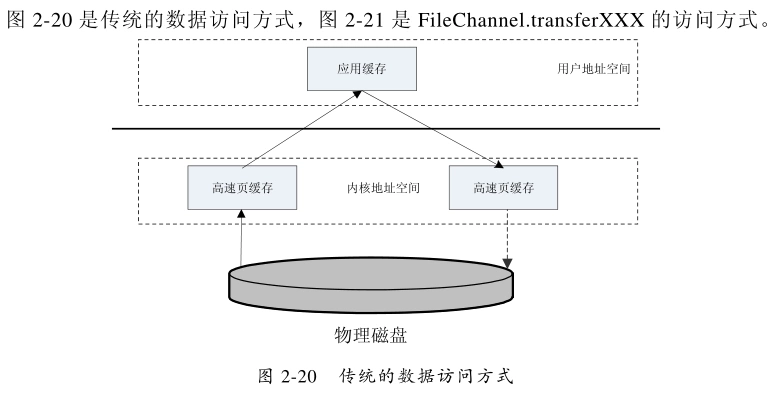 图 2-20 是传统的数据访问方式，图 2-21 是 FileChannel.transferXXX 的访问方式。
应用缓存
用户地址空间
高速页缓存
内核地址空间
高速页缓存
物理磁盘
图 2-20 传统的数据访问方式